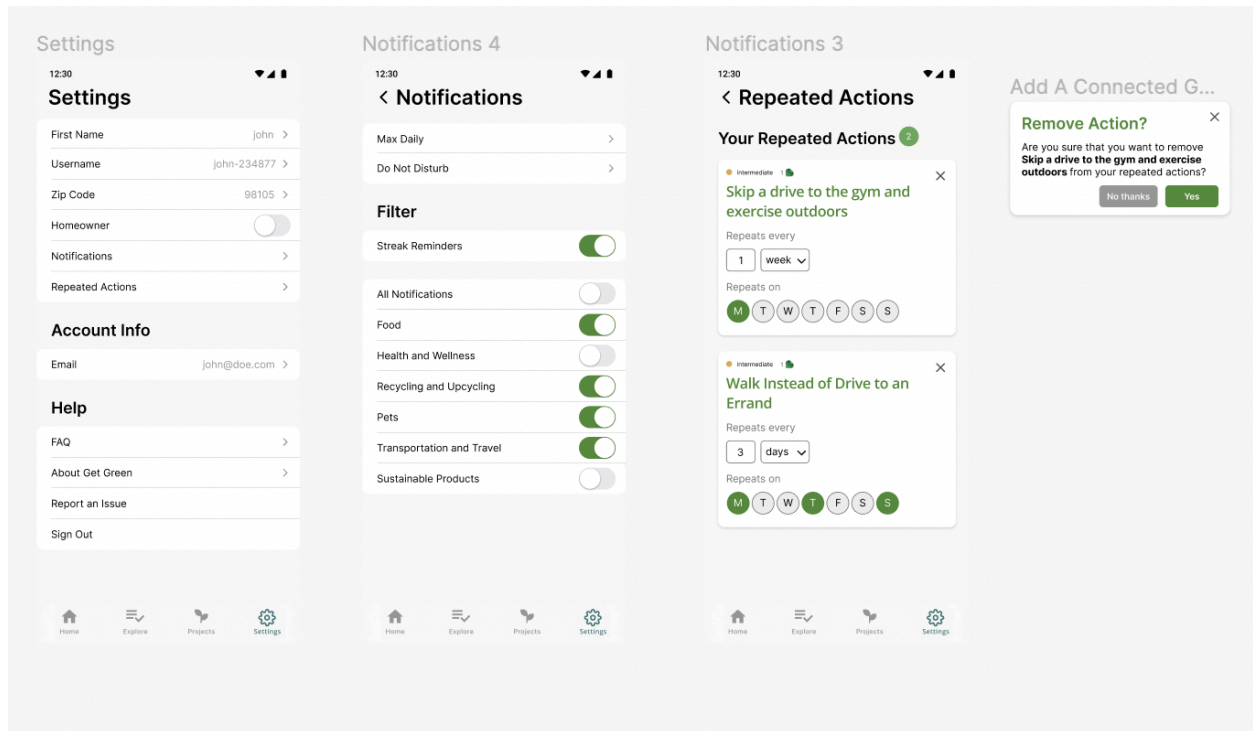 Settings
12:30
Settings
First Name john
Username john-234877
Zip Code 98105
Homeowner
Notifications
Repeated Actions
Account Info
Email john@doe.com
Help
FAQ
About Get Green
Report an Issue
Sign Out
Home Explore Projects Settings
Notifications 4
12:30
Notifications
Max Daily
Do Not Disturb
Filter
Streak Reminders
All Notifications
Food
Health and Wellness
Recycling and Upcycling
Pets
Transportation and Travel
Sustainable Products
Home Explore Projects Settings
Notifications 3
12:30
Repeated Actions
Your Repeated Actions 2
Intermediate 1
Skip a drive to the gym and
exercise outdoors
Repeats every
1 week
Repeats on
M T W T F S S
Intermediate 1
Walk Instead of Drive to an
Errand
Repeats every
3 days
Repeats on
M T W T F S S
Home Explore Projects Settings
Add A Connected G...
Remove Action?
Are you sure that you want to remove
Skip a drive to the gym and exercise
outdoors from your repeated actions?
No thanks Yes